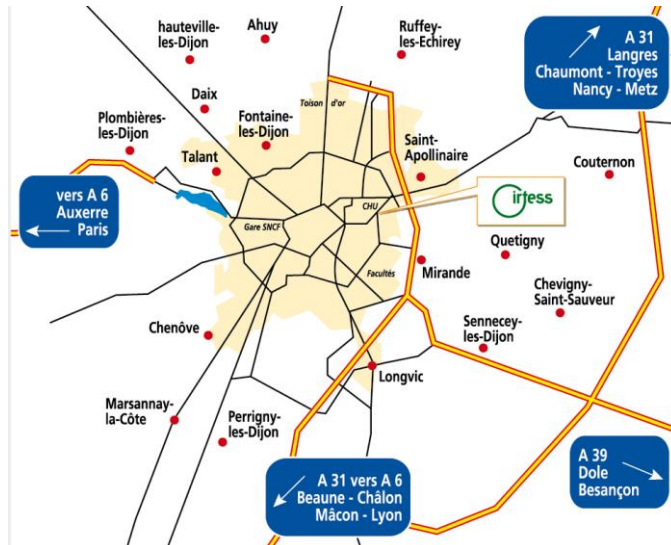 hauteville-
les-Dijon
Ahuy
Ruffey
-les-Echirey
A 31
Langres
Chaumont - Troyes
Nancy - Metz
Daix
Toison d'or
Plombières-
les-Dijon
Fontaine-
les-Dijon
Talant
Saint-
Apollinaire
Couternon
vers A 6
Auxerre
Paris
CHU
irtess
Gare SNCF
Quetigny
Facultés
Mirande
Chevigny-
Saint-Sauveur
Chenôve
Sennecey-
les-Dijon
Longvic
Marsannay-
la-Côte
Perrigny-
les-Dijon
A 31 vers A 6
Beaune - Châlon
Mâcon - Lyon
A 39
Dole
Besançon